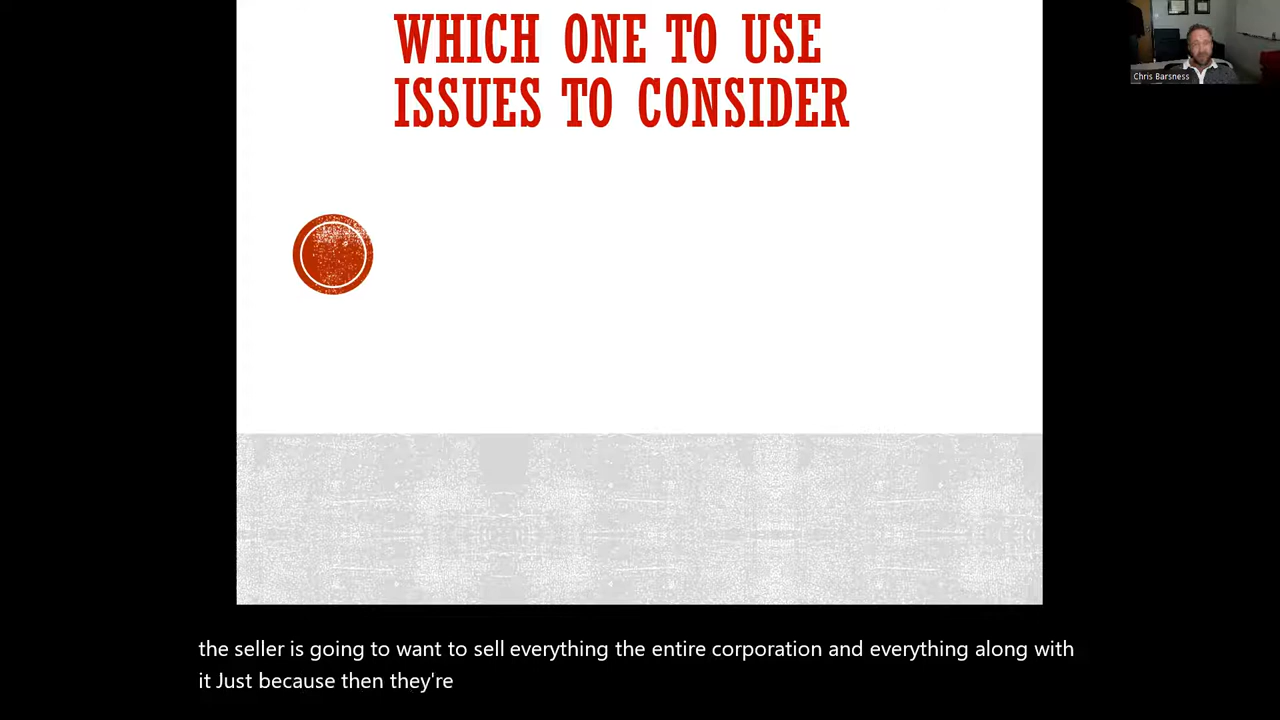 WHICH ONE TO USE
ISSUES TO CONSIDER
Chris Barsness
the seller is going to want to sell everything the entire corporation and everything along with
it Just because then they're